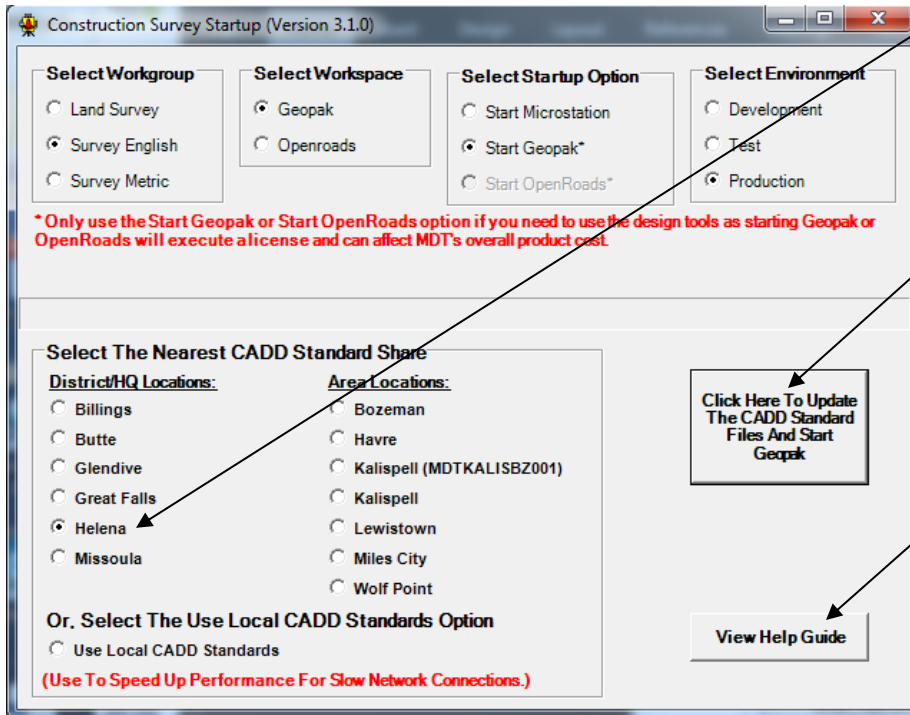 Construction Survey Startup (Version 3.1.0)
Select Workgroup
Land Survey
Survey English
Survey Metric
Select Workspace
Geopak
Openroads
Select Startup Option
Start Microstation
Start Geopak*
Start OpenRoads*
Select Environment
Development
Test
Production
* Only use the Start Geopak or Start OpenRoads option if you need to use the design tools as starting Geopak or
OpenRoads will execute a license and can affect MDT's overall product cost.
Select The Nearest CADD Standard Share
District/HQ Locations:
Billings
Butte
Glendive
Great Falls
Helena
Missoula
Area Locations:
Bozeman
Havre
Kalispell (MDTKALISBZ001)
Kalispell
Lewistown
Miles City
Wolf Point
Or, Select The Use Local CADD Standards Option
Use Local CADD Standards
(Use To Speed Up Performance For Slow Network Connections.)
Click Here To Update
The CADD Standard
Files And Start
Geopak
View Help Guide